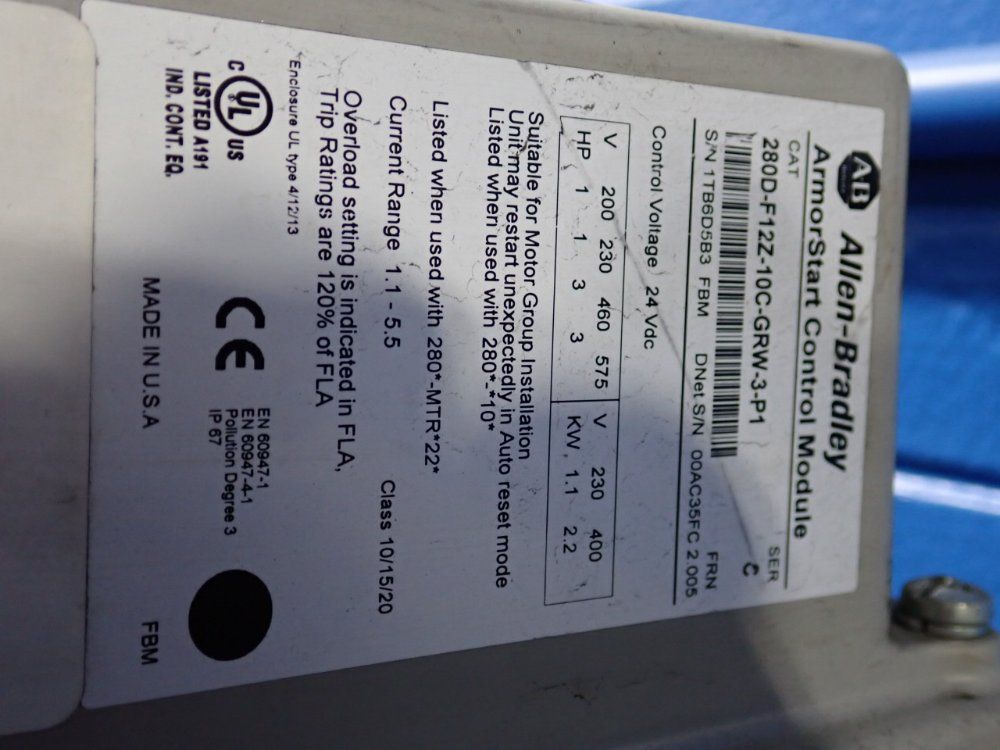 AB
Allen-Bradley
ArmorStart Control Module
CAT SER
280D-F12Z-10C-GRW-3-P1 C
FRN
S/N 1TB6D5B3 FBM DNet S/N 00AC35FC 2.005
Control Voltage 24 Vdc
V 200 230 460 575 V 230 400
HP 1 1 3 3 KW, 1.1 2.2
Suitable for Motor Group Installation
Unit may restart unexpectedly in Auto reset mode
Listed when used with 280*-*10*
Listed when used with 280*-MTR*22*
Current Range 1.1 - 5.5 Class 10/15/20
Overload setting is indicated in FLA,
Trip Ratings are 120% of FLA
*Enclosure UL type 4/12/13
C UL US
LISTED A191
IND. CONT. EQ.
CE
EN 60947-1
EN 60947-4-1
Pollution Degree 3
IP 67
MADE IN U.S.A FBM